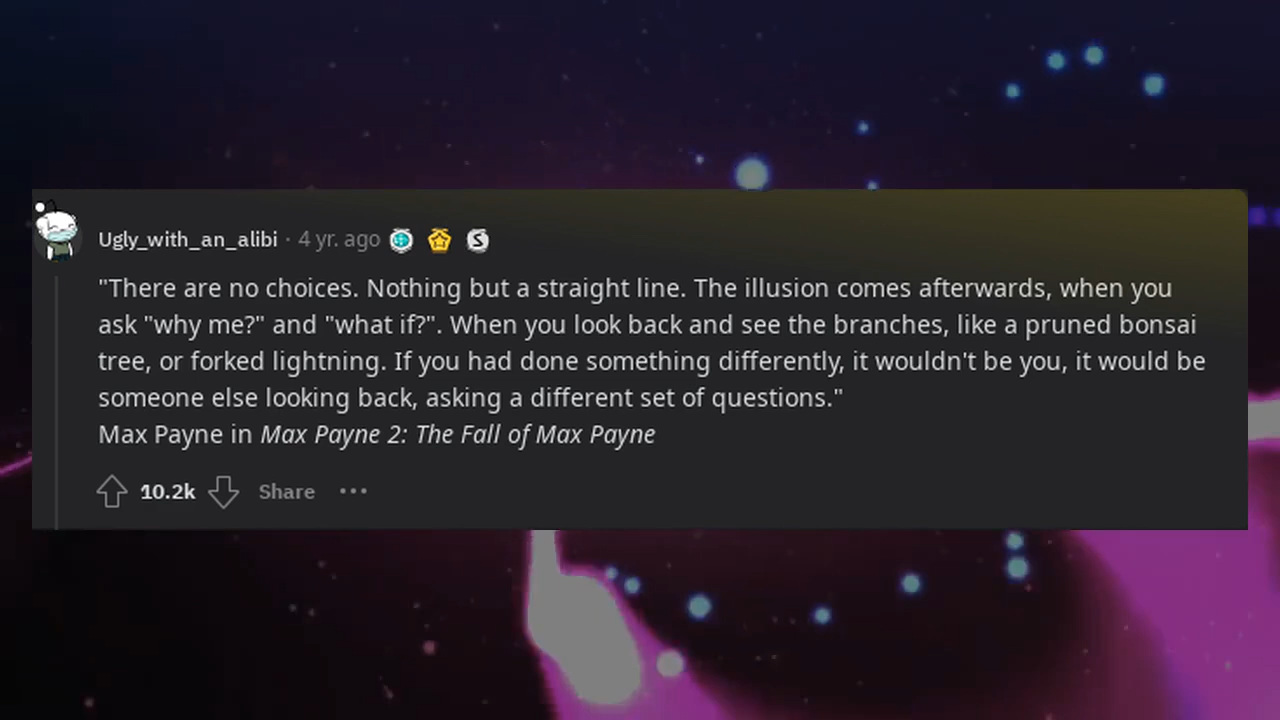 Ugly_with_an_alibi · 4 yr. ago
"There are no choices. Nothing but a straight line. The illusion comes afterwards, when you
ask "why me?" and "what if?". When you look back and see the branches, like a pruned bonsai
tree, or forked lightning. If you had done something differently, it wouldn't be you, it would be
someone else looking back, asking a different set of questions."
Max Payne in Max Payne 2: The Fall of Max Payne
10.2k Share ···